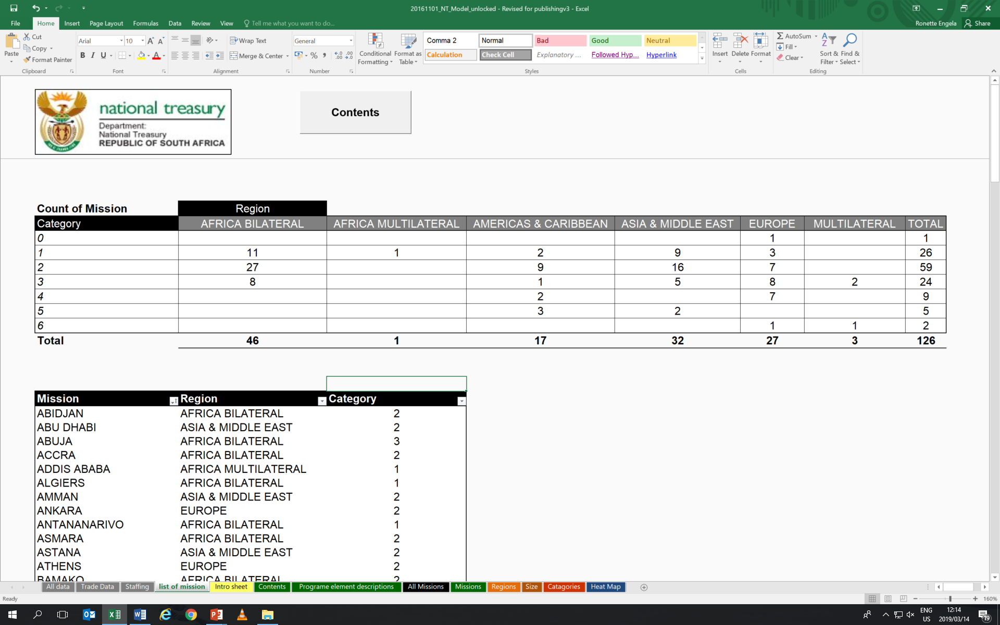 20161101_NT_Model_unlocked - Revised for publishingv3 - Excel
File Home Insert Page Layout Formulas Data Review View Tell me what you want to do... Ronette Engela Share
Paste Cut Copy Format Painter Clipboard
Arial 10 A A B I U A Font
Wrap Text Merge & Center Alignment
General % , .00 Number
Conditional Formatting Format as Table
Comma 2 Normal Bad Good Neutral
Calculation Check Cell Explanatory ... Followed Hyp... Hyperlink
Styles
Insert Delete Format Cells
AutoSum Fill Clear Sort & Filter Find & Select Editing
national treasury
Department:
National Treasury
REPUBLIC OF SOUTH AFRICA
Contents
Count of Mission Region
Category AFRICA BILATERAL AFRICA MULTILATERAL AMERICAS & CARIBBEAN ASIA & MIDDLE EAST EUROPE MULTILATERAL TOTAL
0 1 1
1 11 1 2 9 3 26
2 27 9 16 7 59
3 8 1 5 8 2 24
4 2 7 9
5 3 2 5
6 1 1 2
Total 46 1 17 32 27 3 126
Mission Region Category
ABIDJAN AFRICA BILATERAL 2
ABU DHABI ASIA & MIDDLE EAST 2
ABUJA AFRICA BILATERAL 3
ACCRA AFRICA BILATERAL 2
ADDIS ABABA AFRICA MULTILATERAL 1
ALGIERS AFRICA BILATERAL 1
AMMAN ASIA & MIDDLE EAST 2
ANKARA EUROPE 2
ANTANANARIVO AFRICA BILATERAL 1
ASMARA AFRICA BILATERAL 2
ASTANA ASIA & MIDDLE EAST 2
ATHENS EUROPE 2
BAMAKO AFRICA BILATERAL 2
All data Trade Data Staffing list of mission Intro sheet Contents Programe element descriptions All Missions Missions Regions Size Catagories Heat Map
Ready 160%
ENG 12:14
US 2019/03/14 19